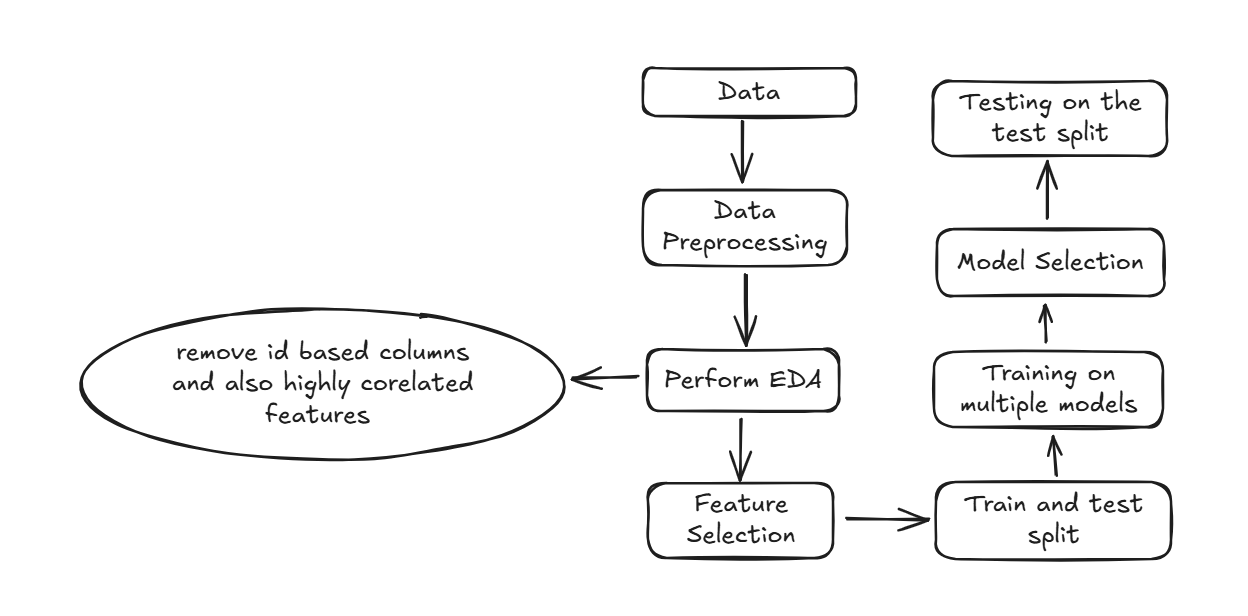 Data
Data
Preprocessing
Perform EDA
remove id based columns
and also highly corelated
features
Feature
Selection
Train and test
split
Training on
multiple models
Model Selection
Testing on the
test split